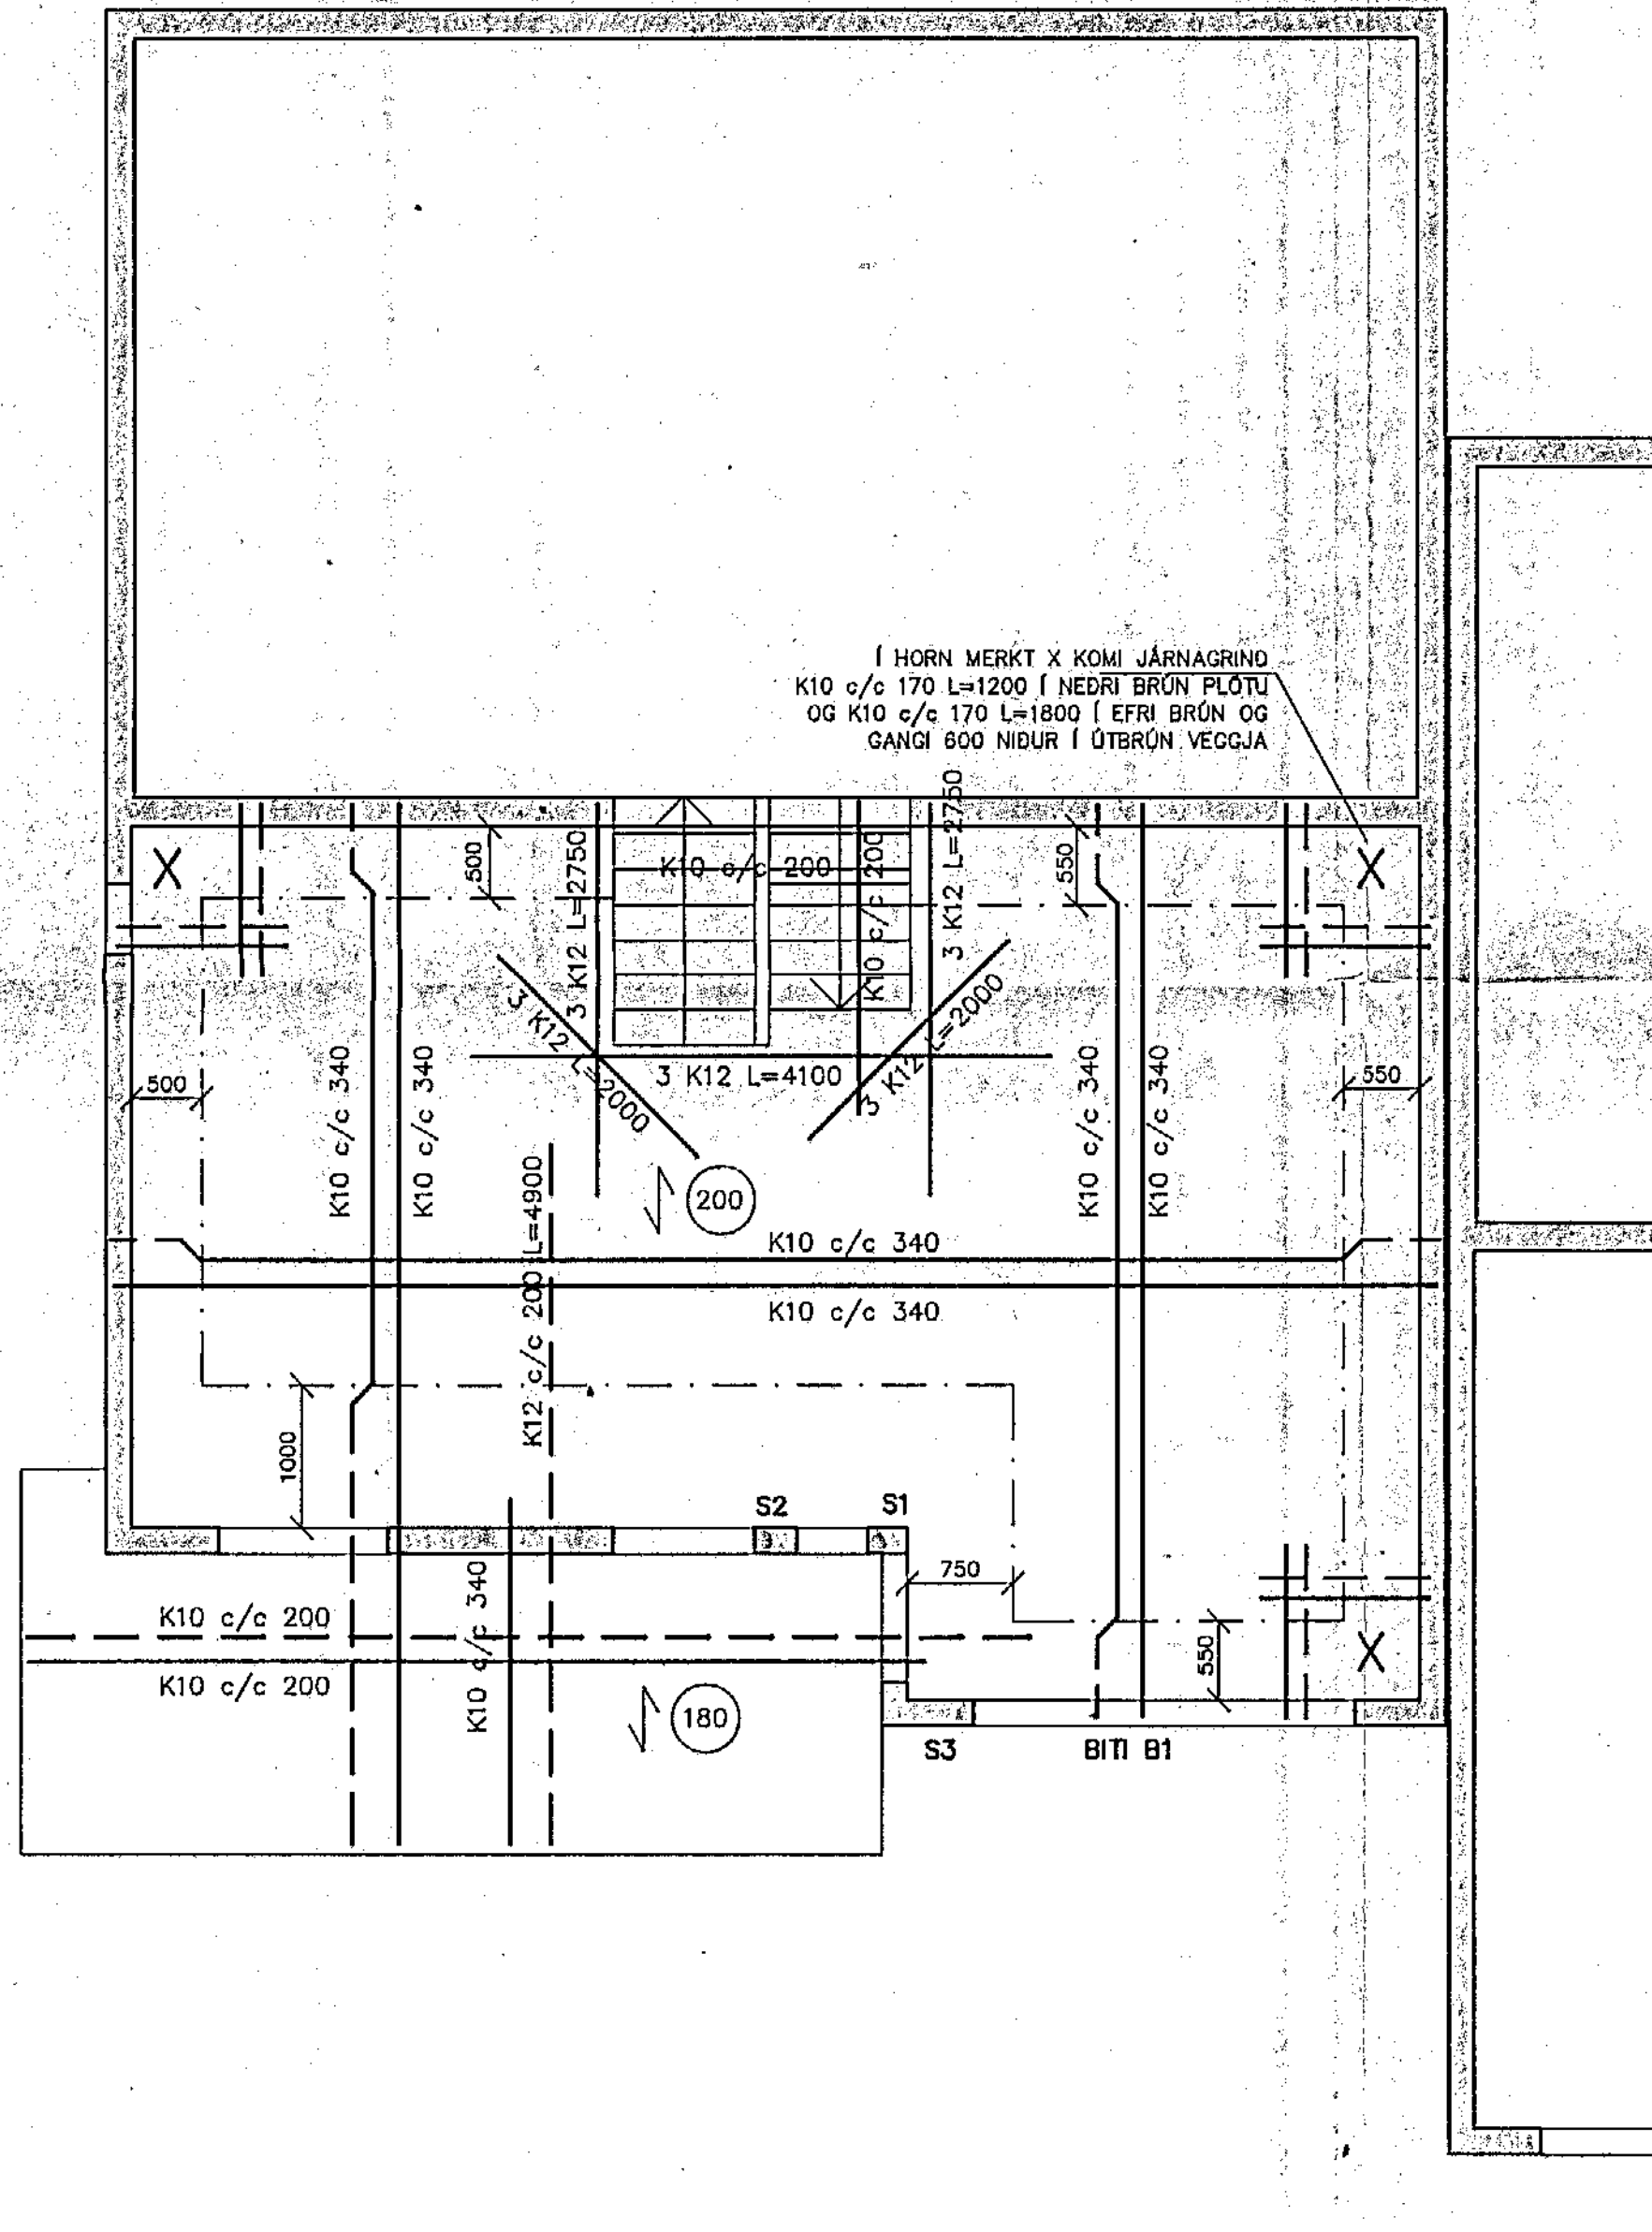 Í HORN MERKT X KOMI JÁRNAGRIND
K10 c/c 170 L=1200 Í NEÐRI BRÚN PLÖTU
OG K10 c/c 170 L=1800 Í EFRI BRÚN OG
GANGI 600 NIÐUR Í ÚTBRÚN VEGGJA
X
500
3 K12 L=2750
K10 c/c 200
K10 c/c 200
3 K12 L=2750
550
X
3 K12 L=2000
3 K12 L=4100
3 K12 L=2000
500
K10 c/c 340
K10 c/c 340
K10 c/c 340
K10 c/c 340
550
200
K12 c/c 200 L=4900
K10 c/c 340
K10 c/c 340
1000
S2
S1
750
K10 c/c 200
K10 c/c 200
K10 c/c 340
180
550
X
S3
BITI B1